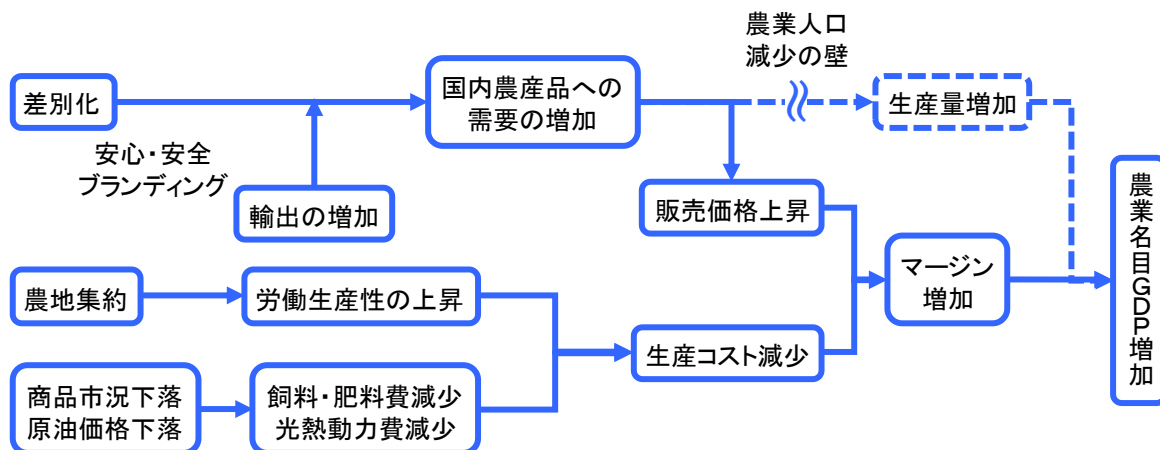 農業人口
減少の壁
差別化
国内農産品への
需要の増加
生産量増加
安心・安全
ブランディング
輸出の増加
販売価格上昇
農業名目GDP増加
マージン
増加
農地集約
労働生産性の上昇
生産コスト減少
商品市況下落
原油価格下落
飼料・肥料費減少
光熱動力費減少